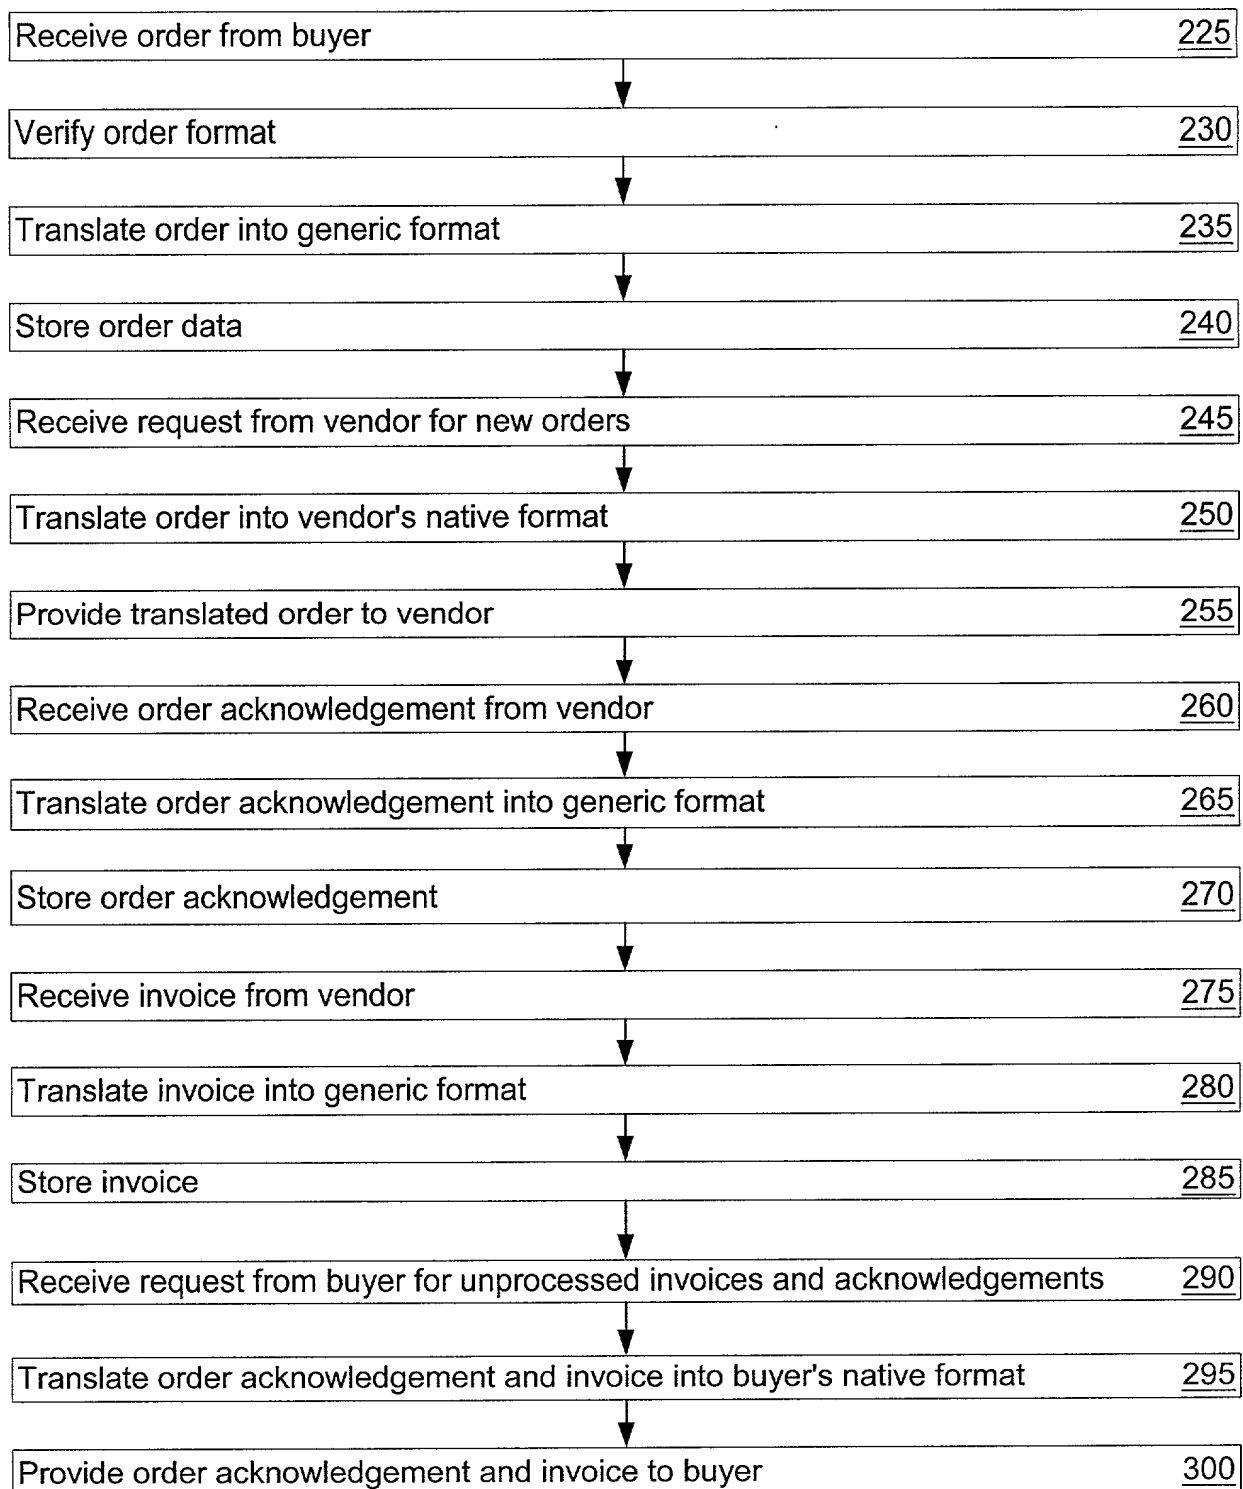 Receive order from buyer 225
Verify order format 230
Translate order into generic format 235
Store order data 240
Receive request from vendor for new orders 245
Translate order into vendor's native format 250
Provide translated order to vendor 255
Receive order acknowledgement from vendor 260
Translate order acknowledgement into generic format 265
Store order acknowledgement 270
Receive invoice from vendor 275
Translate invoice into generic format 280
Store invoice 285
Receive request from buyer for unprocessed invoices and acknowledgements 290
Translate order acknowledgement and invoice into buyer's native format 295
Provide order acknowledgement and invoice to buyer 300